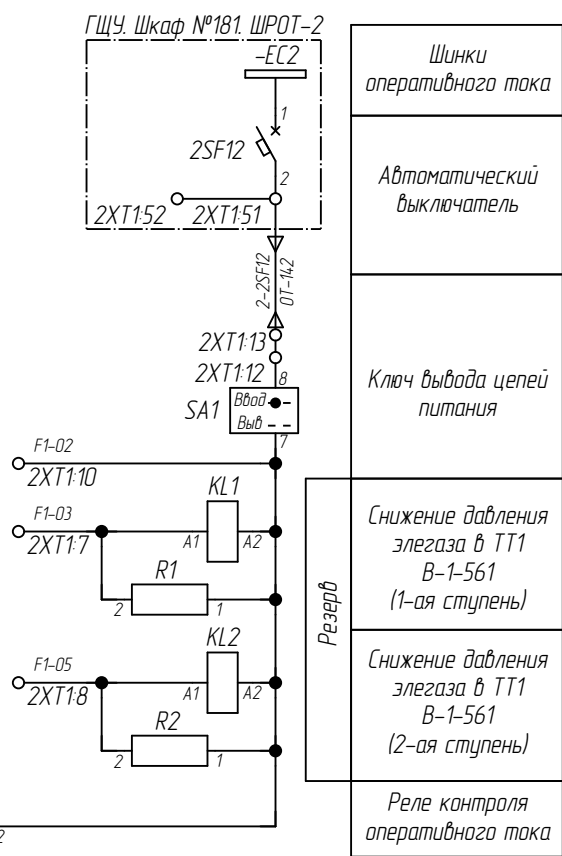 ГЩУ. Шкаф №181. ШРОТ-2
-ЕС2
1
2SF12
2
2XT1:52
2XT1:51
2-2SF12
ОТ-142
2XT1:13
2XT1:12
8
SA1
Ввод
Выв
7
F1-02
2XT1:10
F1-03
2XT1:7
KL1
A1
A2
R1
2
1
F1-05
2XT1:8
KL2
A1
A2
R2
2
1
2
Шинки
оперативного тока
Автоматический
выключатель
Ключ вывода цепей
питания
Резерв
Снижение давления
элегаза в ТТ1
В-1-561
(1-ая ступень)
Снижение давления
элегаза в ТТ1
В-1-561
(2-ая ступень)
Реле контроля
оперативного тока